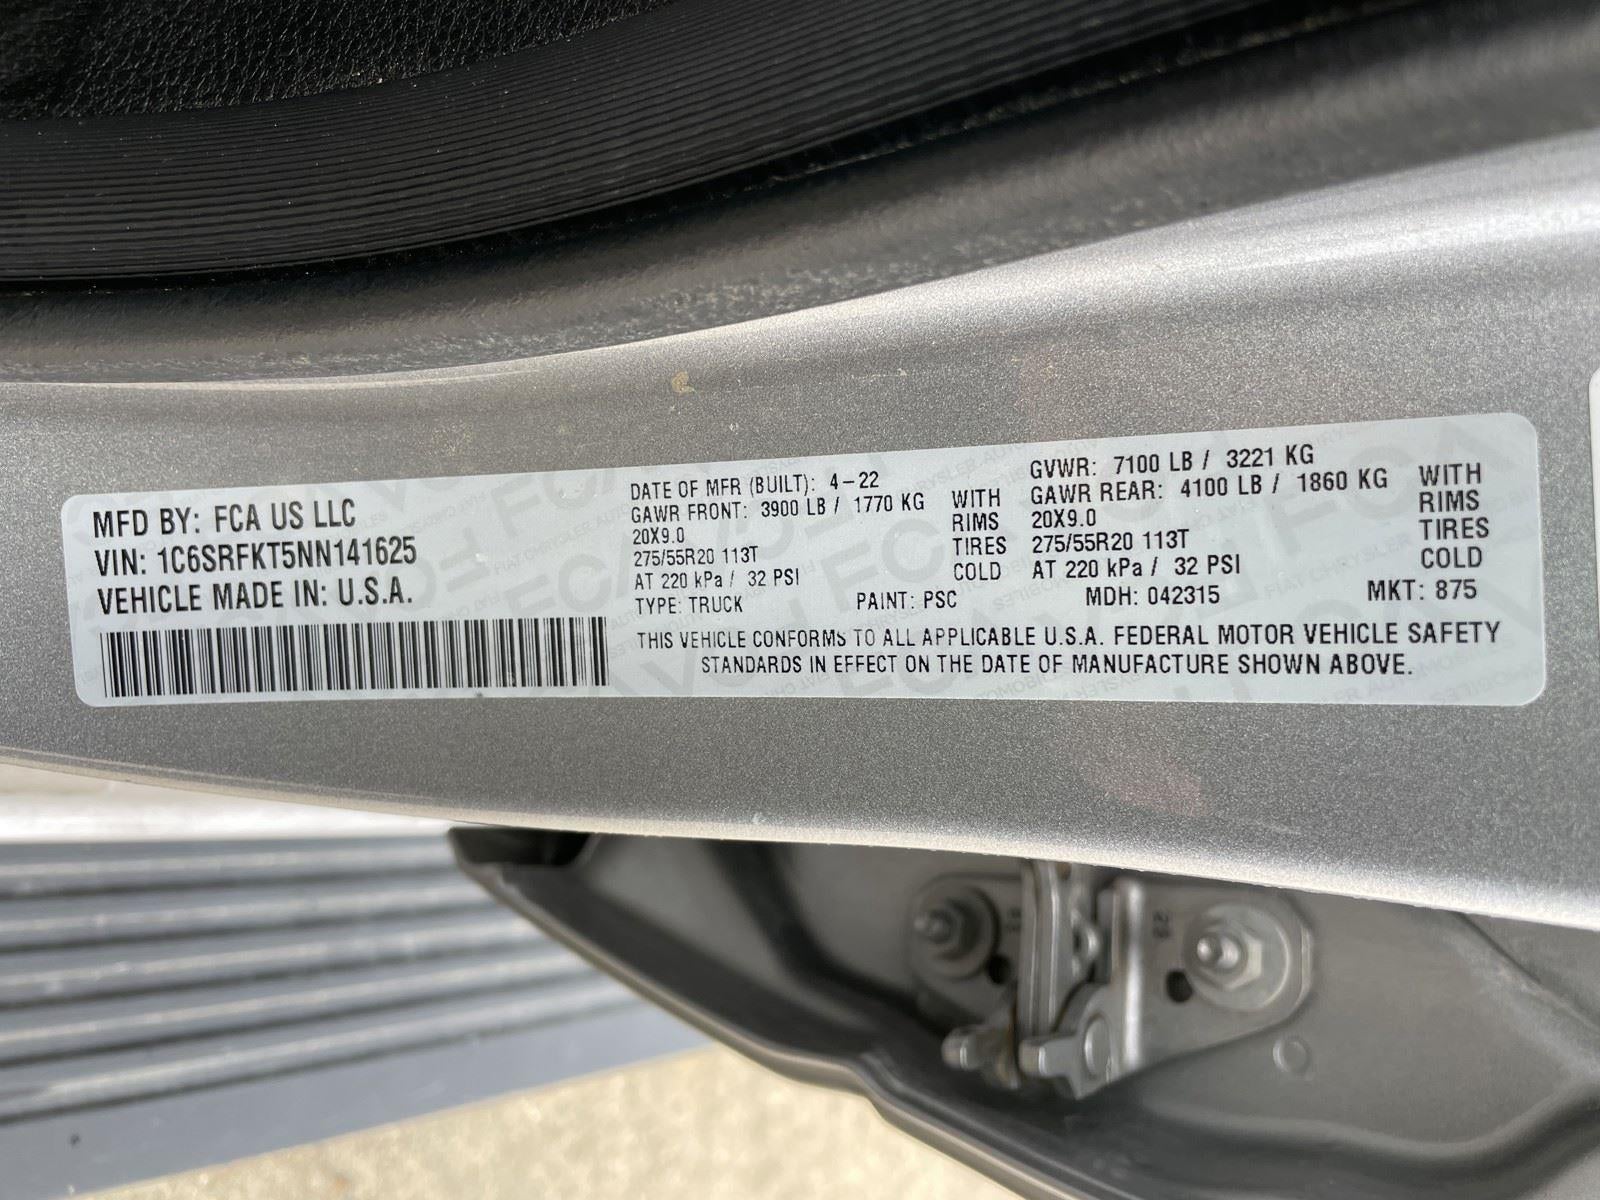 MFD BY: FCA US LLC
VIN: 1C6SRFKT5NN141625
VEHICLE MADE IN: U.S.A.
DATE OF MFR (BUILT): 4-22
GAWR FRONT: 3900 LB / 1770 KG WITH
20X9.0 RIMS
275/55R20 113T TIRES
AT 220 kPa / 32 PSI COLD
GVWR: 7100 LB / 3221 KG
GAWR REAR: 4100 LB / 1860 KG WITH
20X9.0 RIMS
275/55R20 113T TIRES
AT 220 kPa / 32 PSI COLD
TYPE: TRUCK PAINT: PSC MDH: 042315 MKT: 875
THIS VEHICLE CONFORMS TO ALL APPLICABLE U.S.A. FEDERAL MOTOR VEHICLE SAFETY
STANDARDS IN EFFECT ON THE DATE OF MANUFACTURE SHOWN ABOVE.